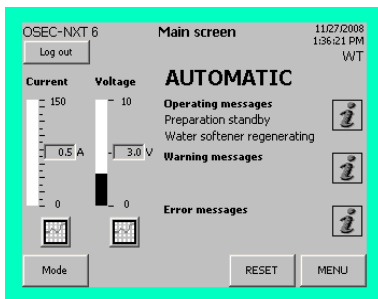 OSEC-NXT 6
Main screen
11/27/2008
1:36:21 PM
Log out
WT
Current
Voltage
AUTOMATIC
150
10
Operating messages
Preparation standby
Water softener regenerating
0.5 A
3.0 V
Warning messages
0
0
Error messages
Mode
RESET
MENU